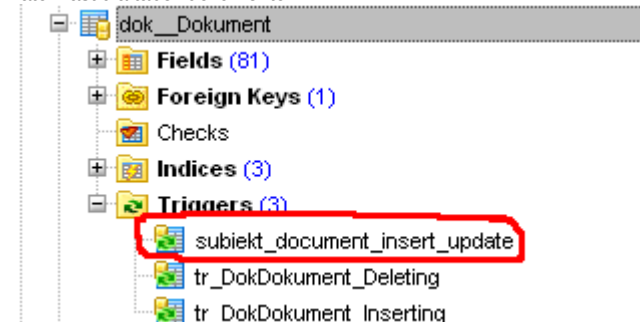 dok__Dokument
Fields (81)
Foreign Keys (1)
Checks
Indices (3)
Triggers (3)
subiekt_document_insert_update
tr_DokDokument_Deleting
tr_DokDokument_Inserting